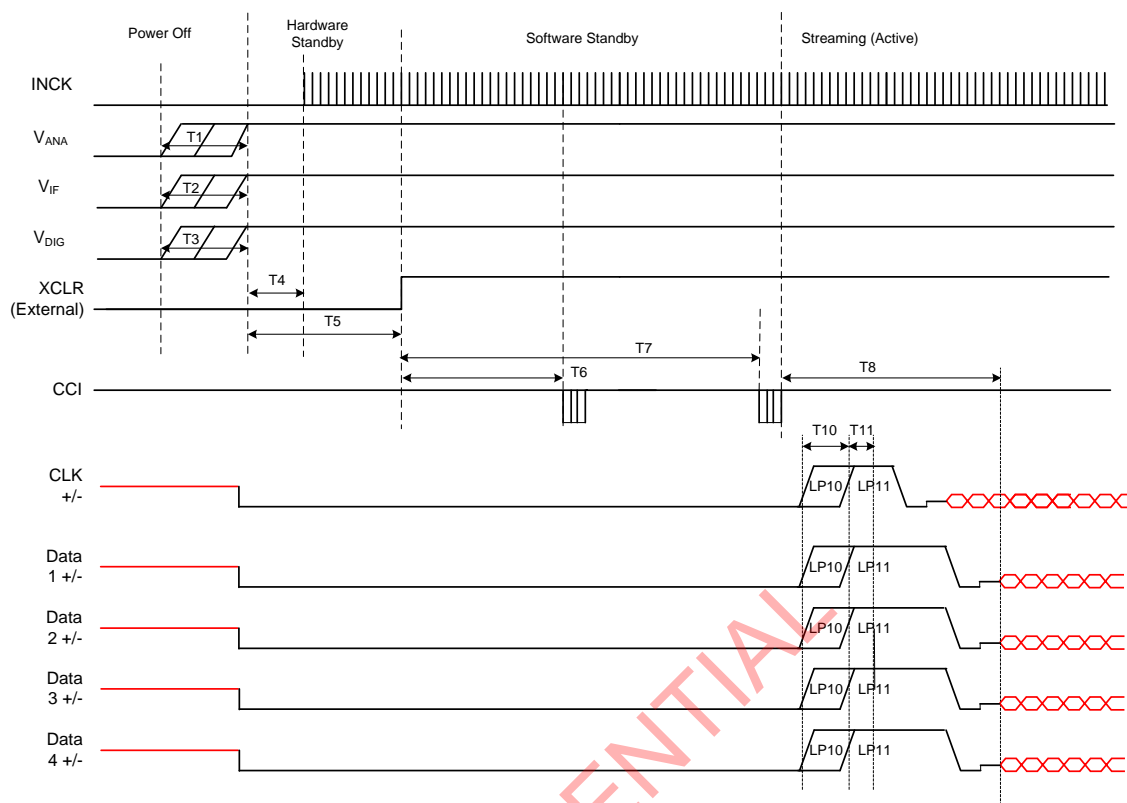 Power Off
Hardware
Standby
Software Standby
Streaming (Active)
INCK
VANA
T1
VIF
T2
VDIG
T3
XCLR
(External)
T4
T5
T7
T6
CCI
T8
T10
T11
CLK
+/-
LP10
LP11
Data
1 +/-
LP10
LP11
Data
2 +/-
LP10
LP11
Data
3 +/-
LP10
LP11
Data
4 +/-
LP10
LP11
ENTIAL